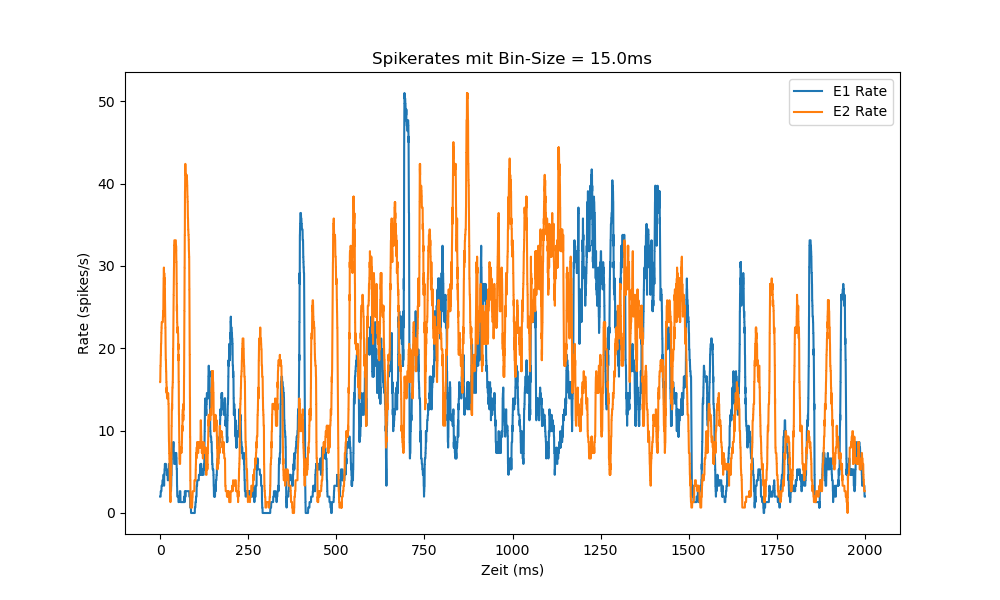 Spikerates mit Bin-Size = 15.0ms
E1 Rate
E2 Rate
Rate (spikes/s)
50
40
30
20
10
0
0 250 500 750 1000 1250 1500 1750 2000
Zeit (ms)